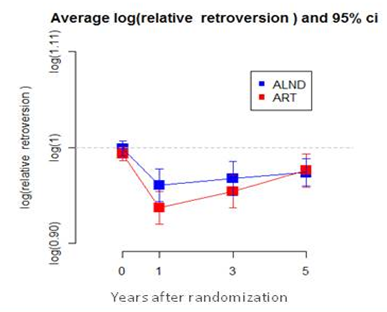 Average log(relative retroversion ) and 95% ci
log(relative retroversion )
log(1.11)
log(1)
log(0.90)
ALND
ART
0 1 3 5
Years after randomization